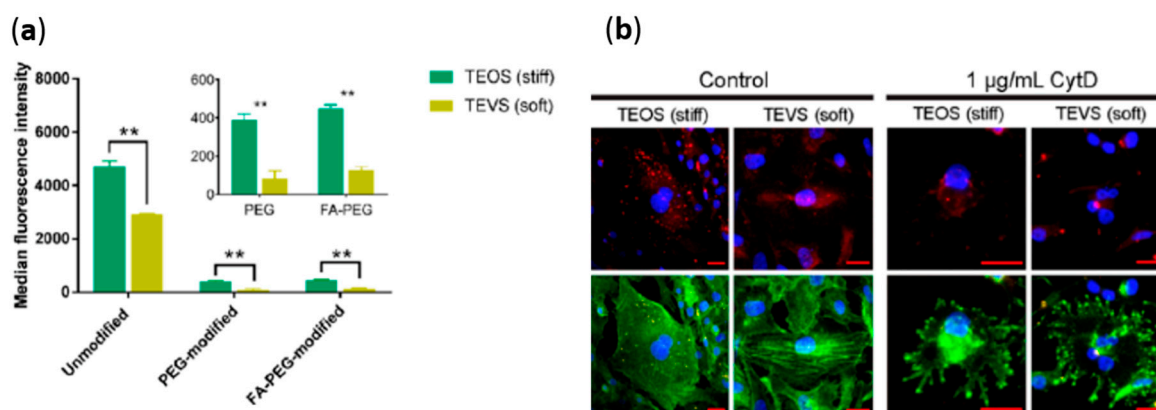 (a)
Median fluorescence intensity
8000
6000
4000
2000
0
Unmodified
PEG-modified
FA-PEG-modified
**
**
**
600
400
200
0
**
**
PEG
FA-PEG
TEOS (stiff)
TEVS (soft)
(b)
Control
1 µg/mL CytD
TEOS (stiff)
TEVS (soft)
TEOS (stiff)
TEVS (soft)